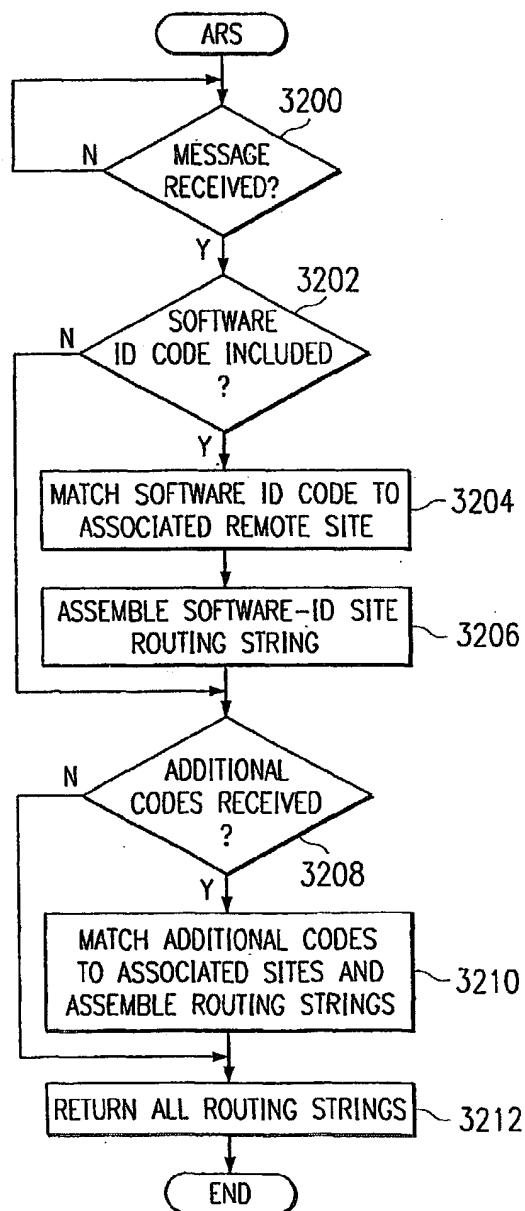 ARS
3200
N
MESSAGE
RECEIVED?
Y
3202
N
SOFTWARE
ID CODE INCLUDED
?
Y
MATCH SOFTWARE ID CODE TO
ASSOCIATED REMOTE SITE
3204
ASSEMBLE SOFTWARE-ID SITE
ROUTING STRING
3206
N
ADDITIONAL
CODES RECEIVED
?
3208
Y
MATCH ADDITIONAL CODES
TO ASSOCIATED SITES AND
ASSEMBLE ROUTING STRINGS
3210
RETURN ALL ROUTING STRINGS
3212
END